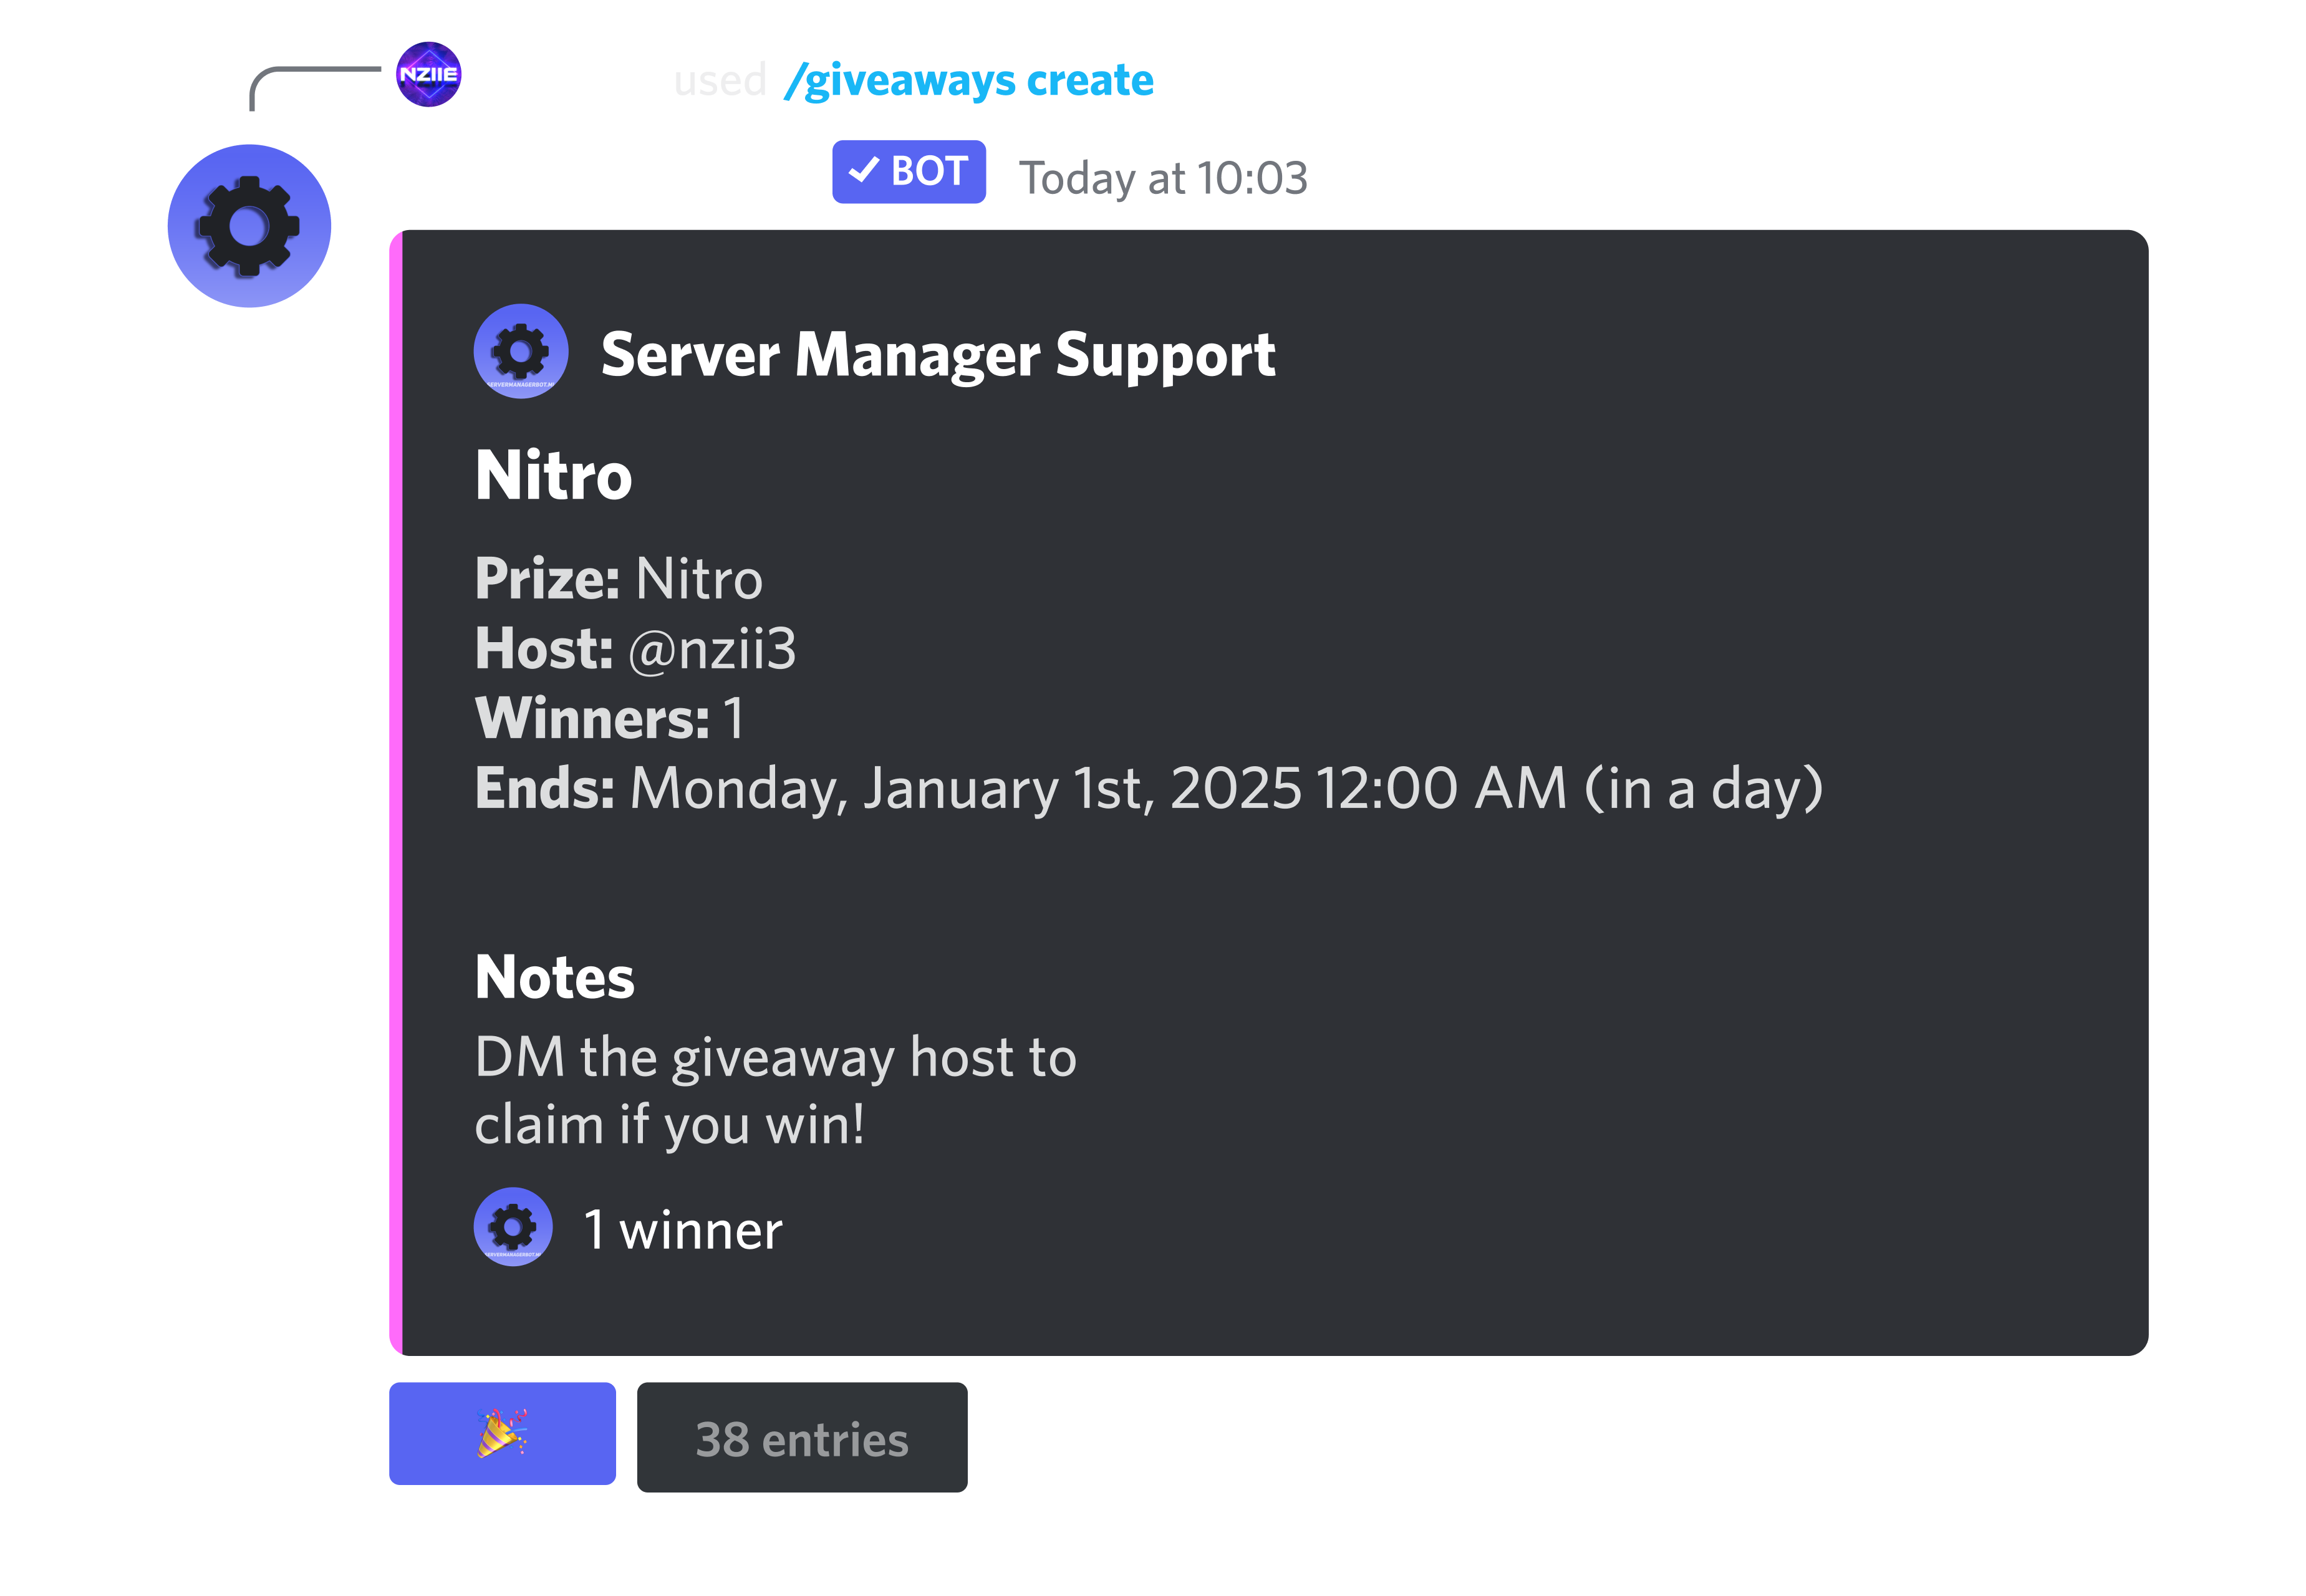 NZIIE
used /giveaways create
BOT Today at 10:03
Server Manager Support
SERVERMANAGERBOT
Nitro
Prize: Nitro
Host: @nzii3
Winners: 1
Ends: Monday, January 1st, 2025 12:00 AM (in a day)
Notes
DM the giveaway host to
claim if you win!
1 winner
SERVERMANAGERBOT
38 entries